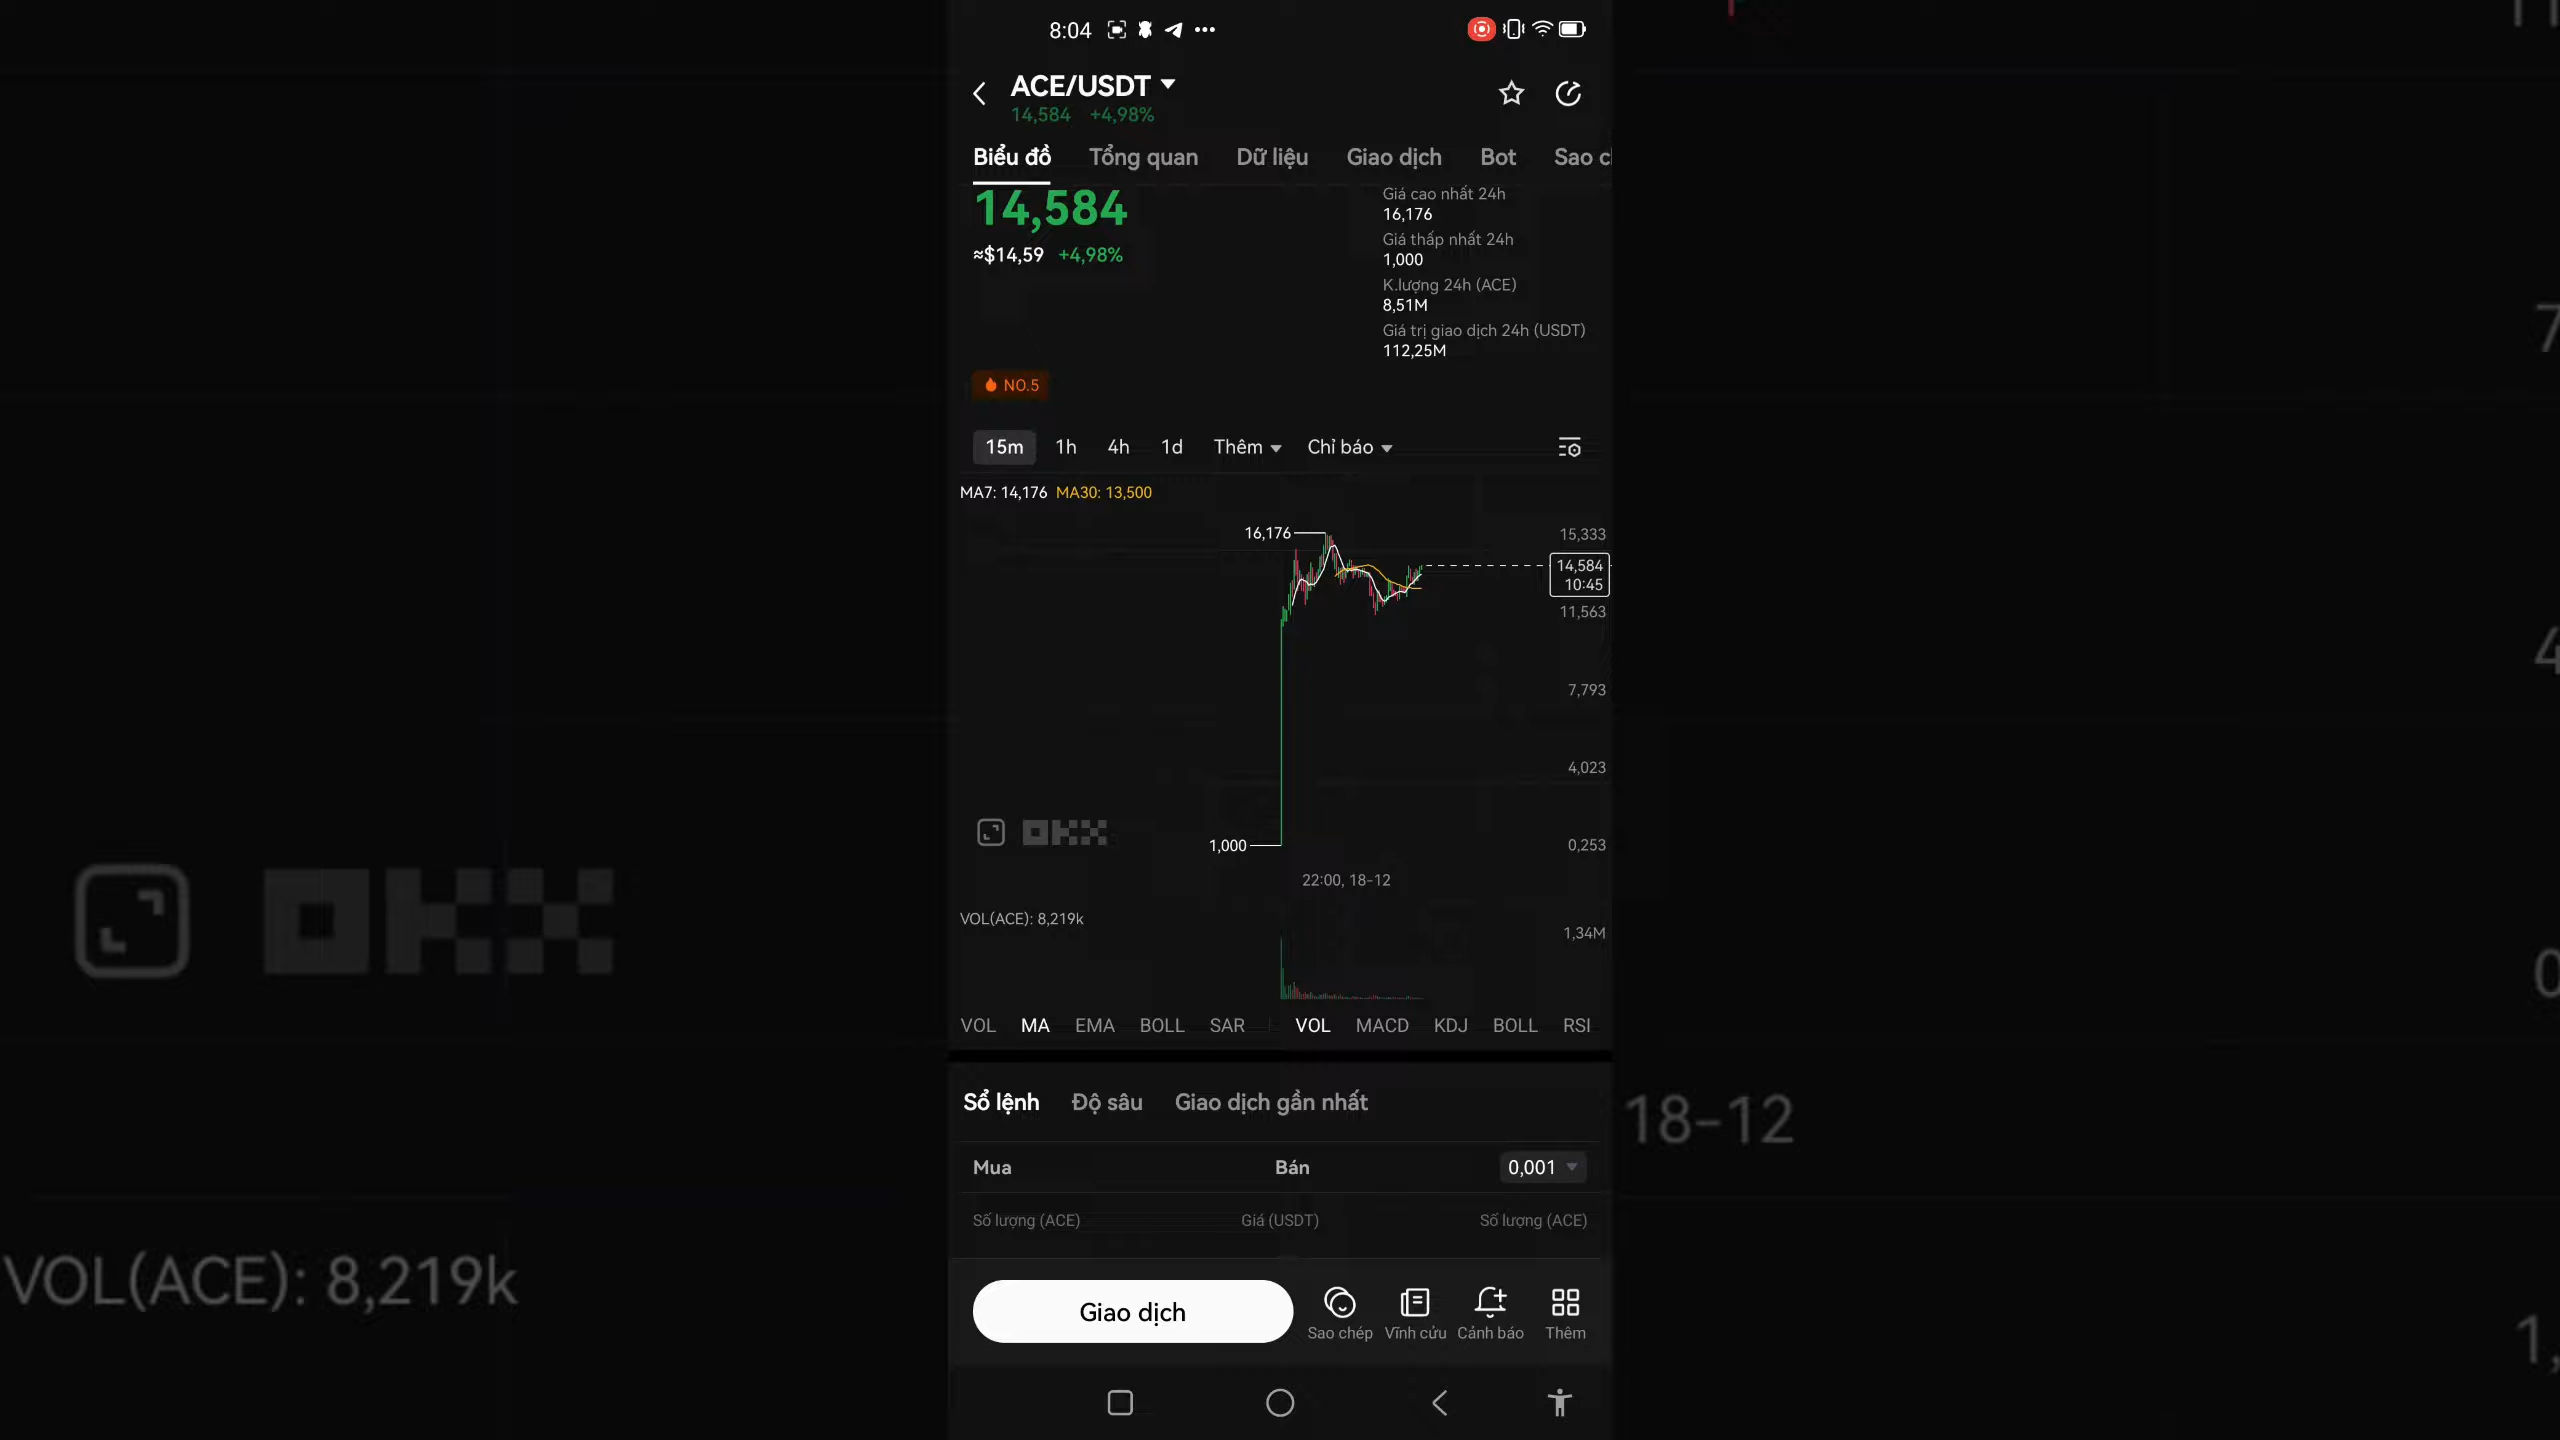 8:04
ACE/USDT
14,584 +4,98%
Biểu đồ Tổng quan Dữ liệu Giao dịch Bot Sao cl
14,584
≈$14,59 +4,98%
Giá cao nhất 24h
16,176
Giá thấp nhất 24h
1,000
K.lượng 24h (ACE)
8,51M
Giá trị giao dịch 24h (USDT)
112,25M
NO.5
15m 1h 4h 1d Thêm Chỉ báo
MA7: 14,176 MA30: 13,500
16,176
15,333
14,584
10:45
11,563
7,793
4,023
OKX
1,000
0,253
22:00, 18-12
VOL(ACE): 8,219k
1,34M
VOL MA EMA BOLL SAR VOL MACD KDJ BOLL RSI
Sổ lệnh Độ sâu Giao dịch gần nhất
Mua Bán 0,001
Số lượng (ACE) Giá (USDT) Số lượng (ACE)
Giao dịch
Sao chép Vĩnh cửu Cảnh báo Thêm
OKX
18-12
VOL(ACE): 8,219k
7
4
0
1,